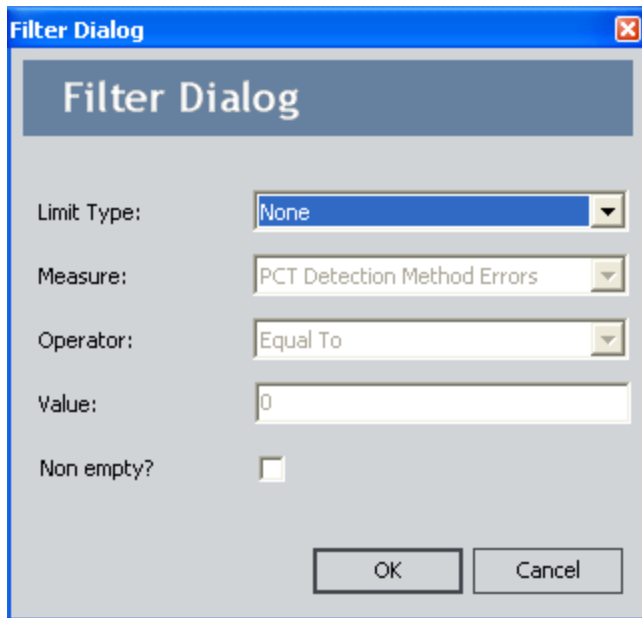 Filter Dialog
Filter Dialog
Limit Type: None
Measure: PCT Detection Method Errors
Operator: Equal To
Value: 0
Non empty?
OK Cancel